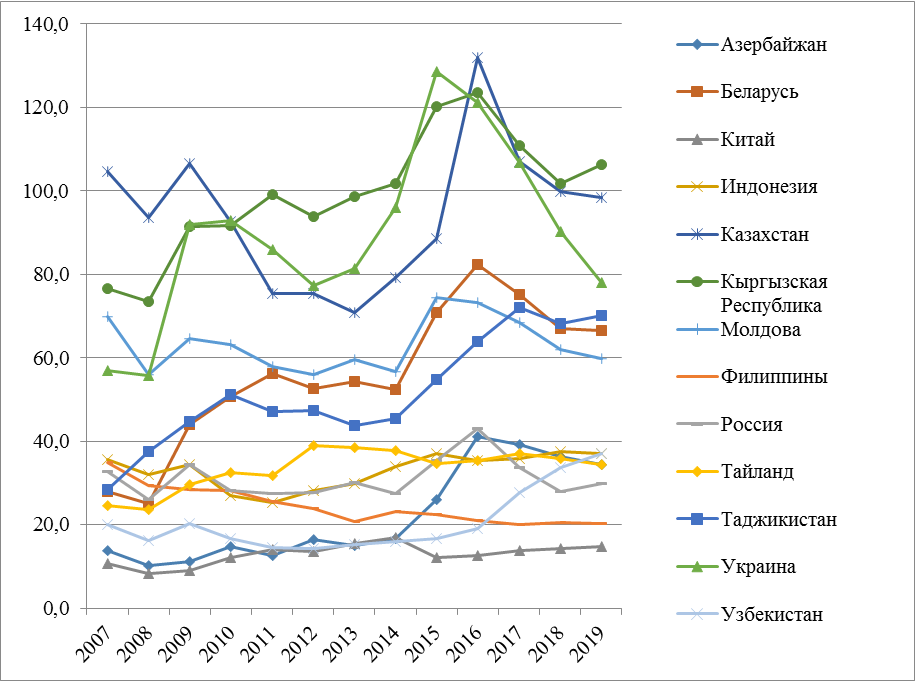 140,0
120,0
100,0
80,0
60,0
40,0
20,0
0,0
2007 2008 2009 2010 2011 2012 2013 2014 2015 2016 2017 2018 2019
Азербайжан
Беларусь
Китай
Индонезия
Казахстан
Кыргызская
Республика
Молдова
Филиппины
Россия
Тайланд
Таджикистан
Украина
Узбекистан